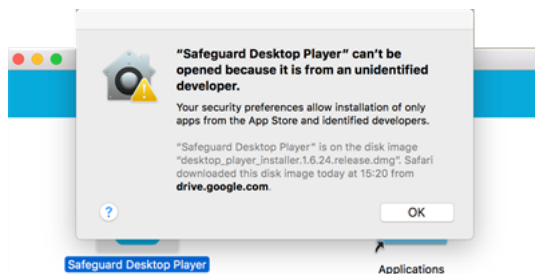 "Safeguard Desktop Player" can't be
opened because it is from an unidentified
developer.
Your security preferences allow installation of only
apps from the App Store and identified developers.
"Safeguard Desktop Player" is on the disk image
"desktop_player_installer.1.6.24.release.dmg". Safari
downloaded this disk image today at 15:20 from
drive.google.com.
?
OK
Safeguard Desktop Player
Applications